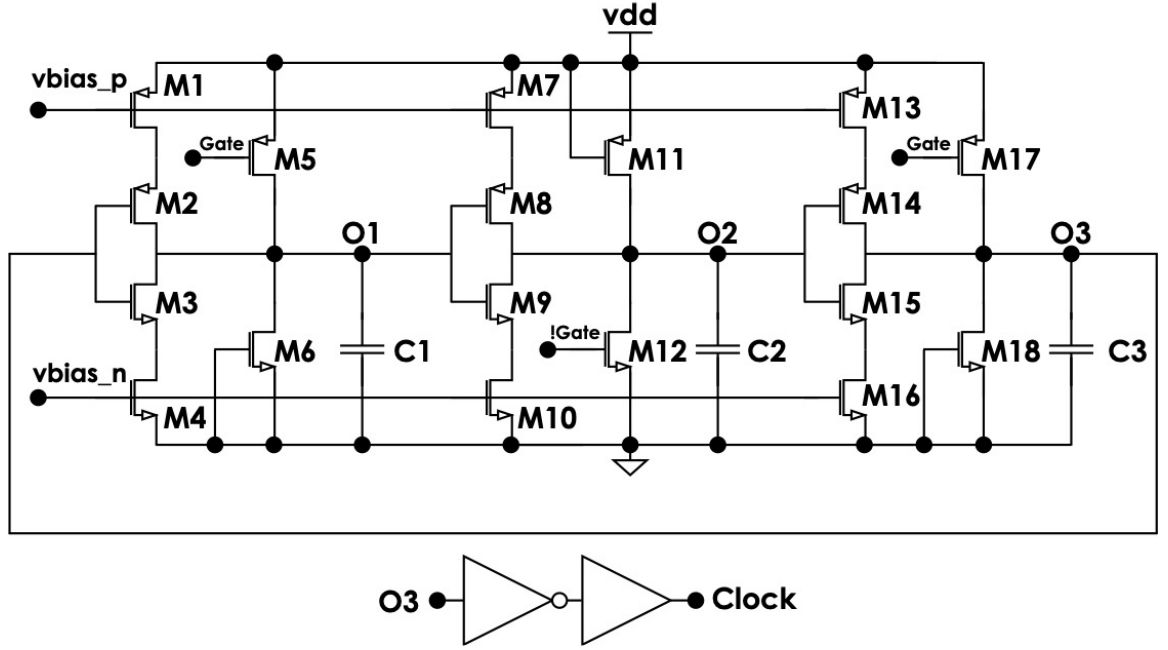 vdd
vbias_p
M1
M7
M13
Gate
M5
M11
Gate
M17
M2
M8
M14
O1
O2
O3
M3
M9
M15
!Gate
M6
C1
M12
C2
M18
C3
vbias_n
M4
M10
M16
O3
Clock